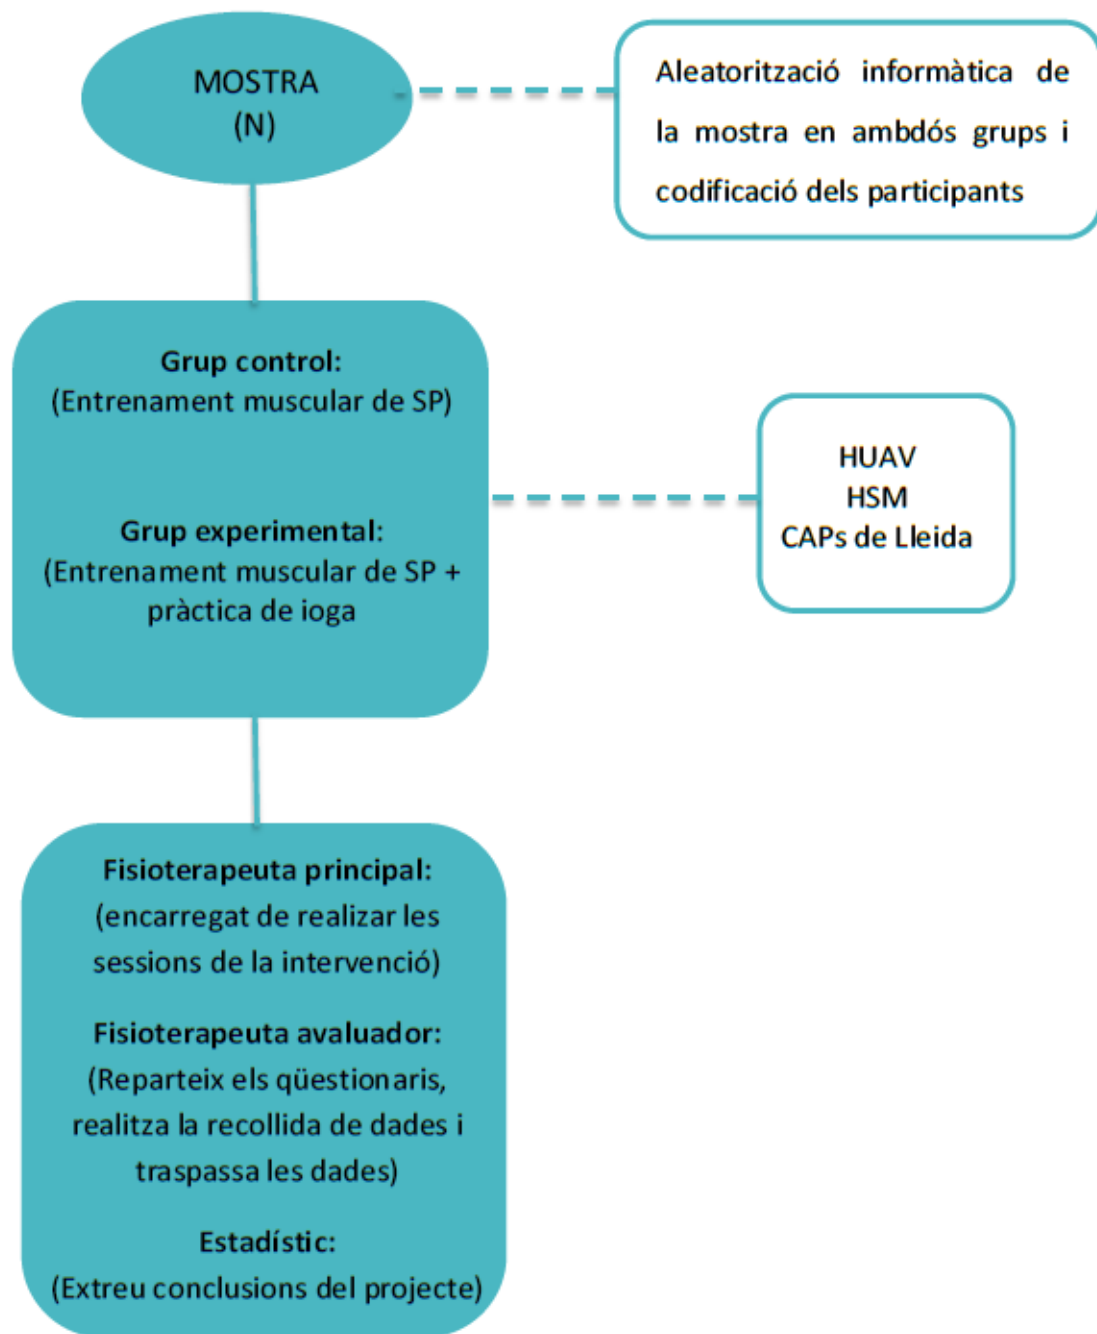 MOSTRA
(N)
Aleatorització informàtica de
la mostra en ambdós grups i
codificació dels participants
Grup control:
(Entrenament muscular de SP)
Grup experimental:
(Entrenament muscular de SP +
pràctica de ioga
HUAV
HSM
CAPs de Lleida
Fisioterapeuta principal:
(encarregat de realizar les
sessions de la intervenció)
Fisioterapeuta avaluador:
(Reparteix els qüestionaris,
realitza la recollida de dades i
traspassa les dades)
Estadístic:
(Extreu conclusions del projecte)